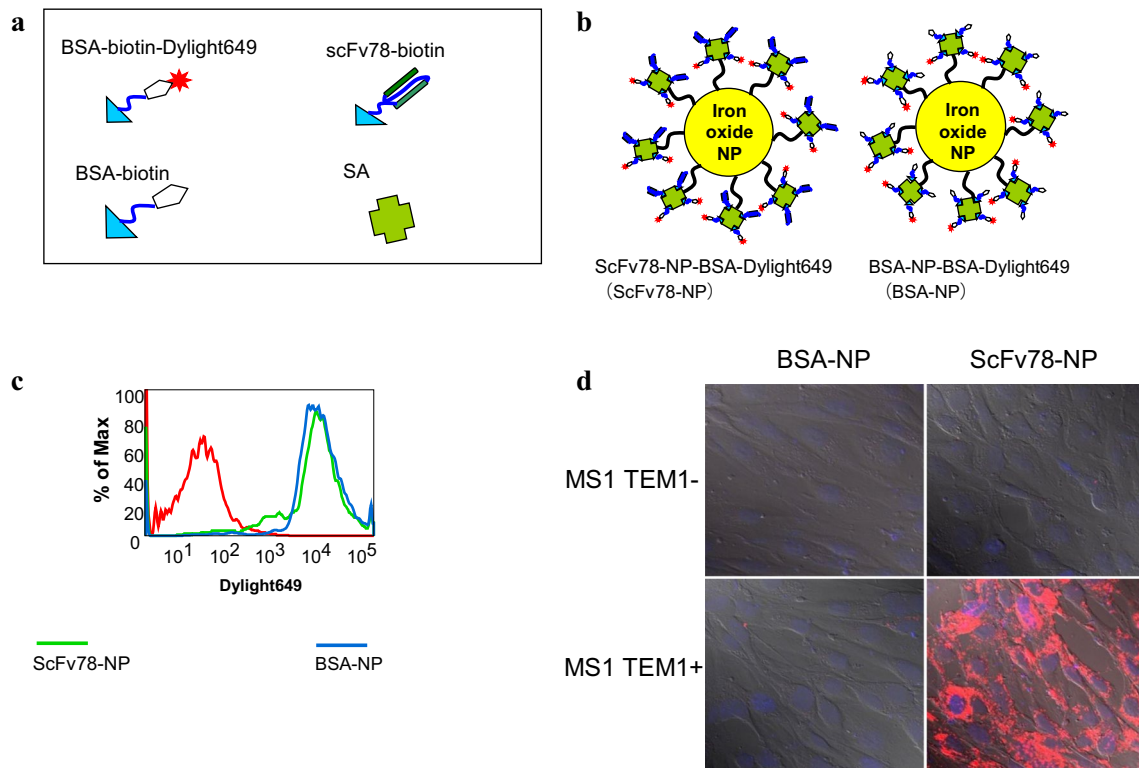 a
BSA-biotin-Dylight649
scFv78-biotin
BSA-biotin
SA
b
Iron
oxide
NP
Iron
oxide
NP
ScFv78-NP-BSA-Dylight649
（ScFv78-NP）
BSA-NP-BSA-Dylight649
（BSA-NP）
c
% of Max
100
80
60
40
20
0
10¹ 10² 10³ 10⁴ 10⁵
Dylight649
ScFv78-NP
BSA-NP
d
BSA-NP
ScFv78-NP
MS1 TEM1-
MS1 TEM1+